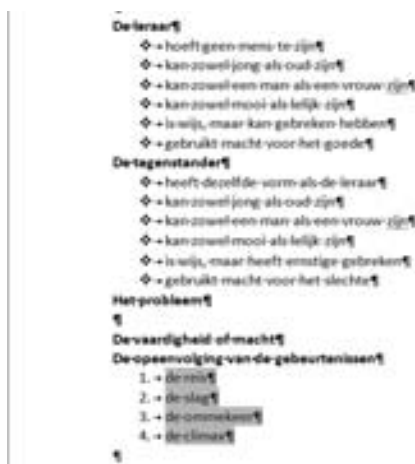 De leraar¶
❖→hoeft geen mens te zijn¶
❖→kan zowel jong als oud zijn¶
❖→kan zowel een man als een vrouw zijn¶
❖→kan zowel mooi als lelijk zijn¶
❖→is wijs, maar kan gebreken hebben¶
❖→gebruikt macht voor het goede¶
De tegenstander¶
❖→heeft dezelfde vorm als de leraar¶
❖→kan zowel jong als oud zijn¶
❖→kan zowel een man als een vrouw zijn¶
❖→kan zowel mooi als lelijk zijn¶
❖→is wijs, maar heeft ernstige gebreken¶
❖→gebruikt macht voor het slechte¶
Het probleem¶
¶
De vaardigheid of macht¶
De opeenvolging van de gebeurtenissen¶
1.→de reis¶
2.→de slag¶
3.→de ommekeer¶
4.→de climax¶
¶